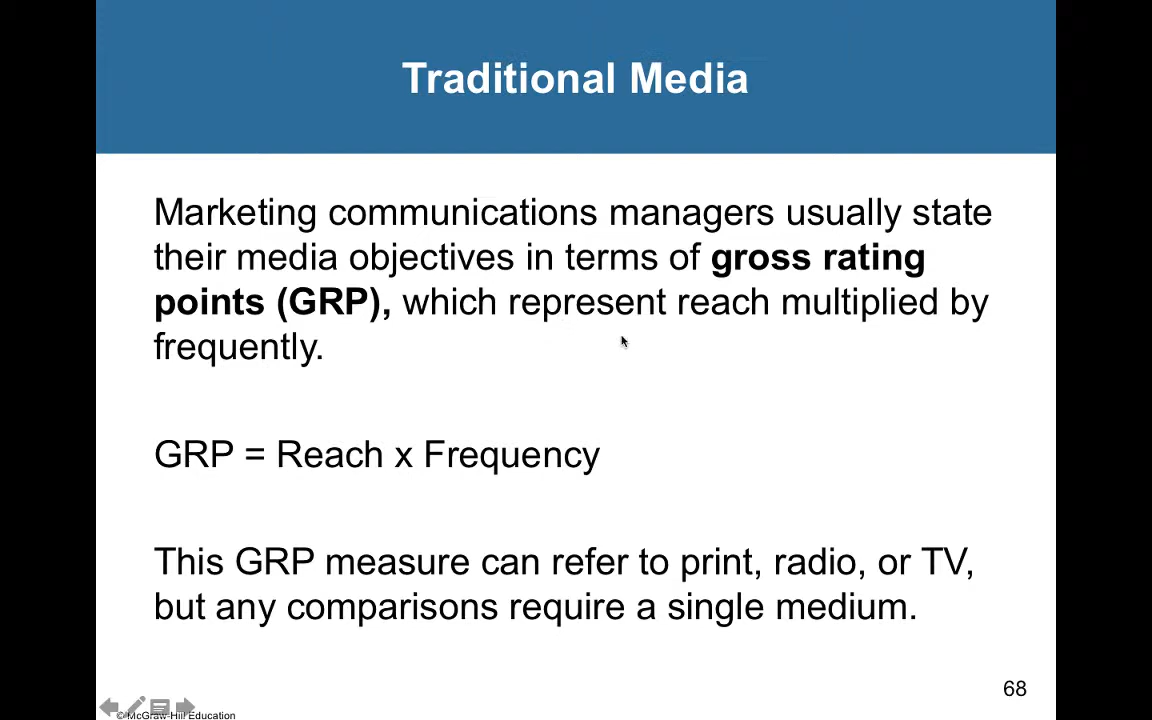 Traditional Media
Marketing communications managers usually state
their media objectives in terms of gross rating
points (GRP), which represent reach multiplied by
frequently.
GRP = Reach x Frequency
This GRP measure can refer to print, radio, or TV,
but any comparisons require a single medium.
68
© McGraw-Hill Education